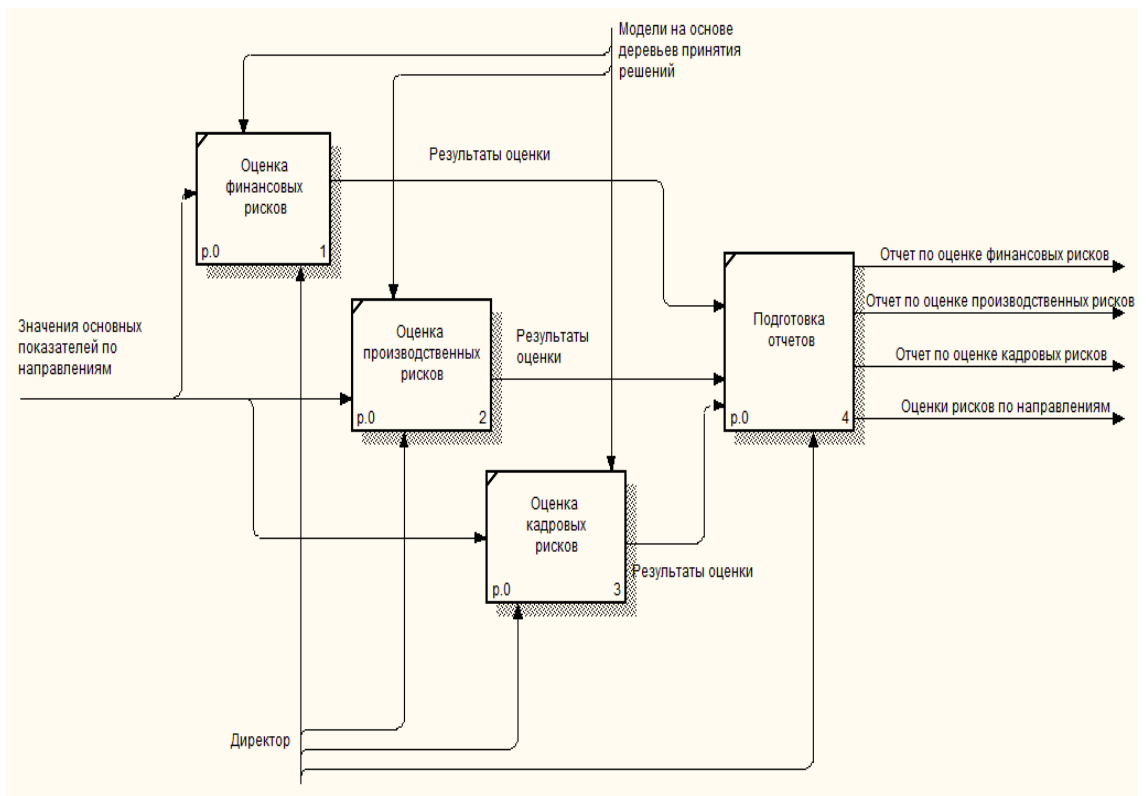 Модели на основе
деревьев принятия
решений
Оценка
финансовых
рисков
р.0
1
Результаты оценки
Значения основных
показателей по
направлениям
Оценка
производственных
рисков
р.0
2
Результаты
оценки
Подготовка
отчетов
р.0
4
Отчет по оценке финансовых рисков
Отчет по оценке производственных рисков
Отчет по оценке кадровых рисков
Оценки рисков по направлениям
Оценка
кадровых
рисков
р.0
3
Результаты оценки
Директор